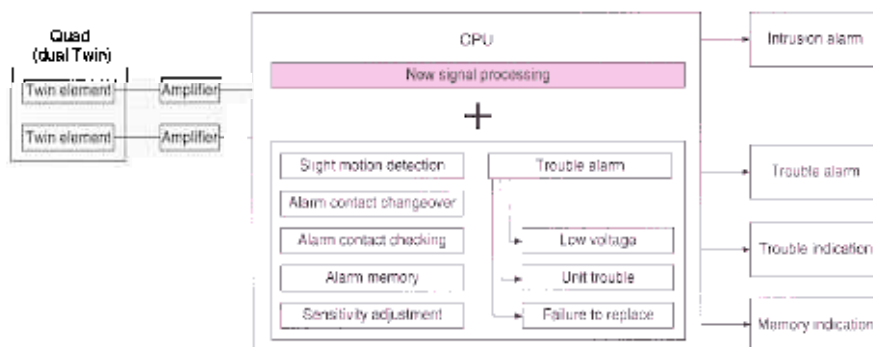 Quad
(dual Twin)
Twin element
Amplifier
Twin element
Amplifier
CPU
New signal processing
+
Slight motion detection
Alarm contact changeover
Alarm contact checking
Alarm memory
Sensitivity adjustment
Trouble alarm
Low voltage
Unit trouble
Failure to replace
Intrusion alarm
Trouble alarm
Trouble indication
Memory indication